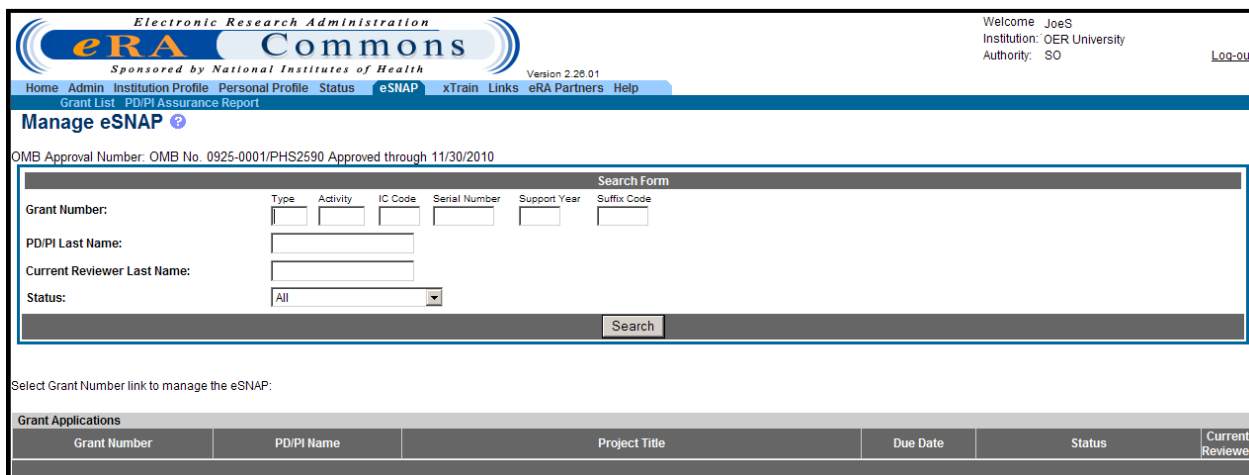 Electronic Research Administration
eRA Commons
Sponsored by National Institutes of Health
Version 2.26.01
Welcome JoeS
Institution: OER University
Authority: SO
Log-ou
Home Admin Institution Profile Personal Profile Status eSNAP xTrain Links eRA Partners Help
Grant List PD/PI Assurance Report
Manage eSNAP ?
OMB Approval Number: OMB No. 0925-0001/PHS2590 Approved through 11/30/2010
Search Form
Type Activity IC Code Serial Number Support Year Suffix Code
Grant Number:
PD/PI Last Name:
Current Reviewer Last Name:
Status: All
Search
Select Grant Number link to manage the eSNAP:
Grant Applications
Grant Number PD/PI Name Project Title Due Date Status Current
Reviewe